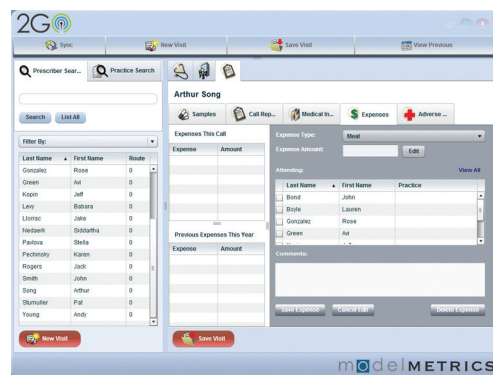 2GO
Sync
New Visit
Save Visit
View Previous
Prescriber Sear...
Practice Search
Search
List All
Filter By:
Last Name First Name Route
Gonzalez Rose 0
Green Avi 0
Kopin Jeff 0
Levy Babara 0
Llorrac Jake 0
Nedaerk Siddartha 0
Pavlova Stella 0
Pechinsky Karen 0
Rogers Jack 0
Smith John 0
Song Arthur 0
Stumuller Pat 0
Young Andy 0
New Visit
Arthur Song
Samples
Call Rep...
Medical In...
Expenses
Adverse ...
Expenses This Call
Expense Amount
Previous Expenses This Year
Expense Amount
Expense Type: Meal
Expense Amount: Edit
Attending: View All
Last Name First Name Practice
Bond John
Boyle Lauren
Gonzalez Rose
Green Avi
Comments:
Save Expense Cancel Edit Delete Expense
Save Visit
modelMETRICS